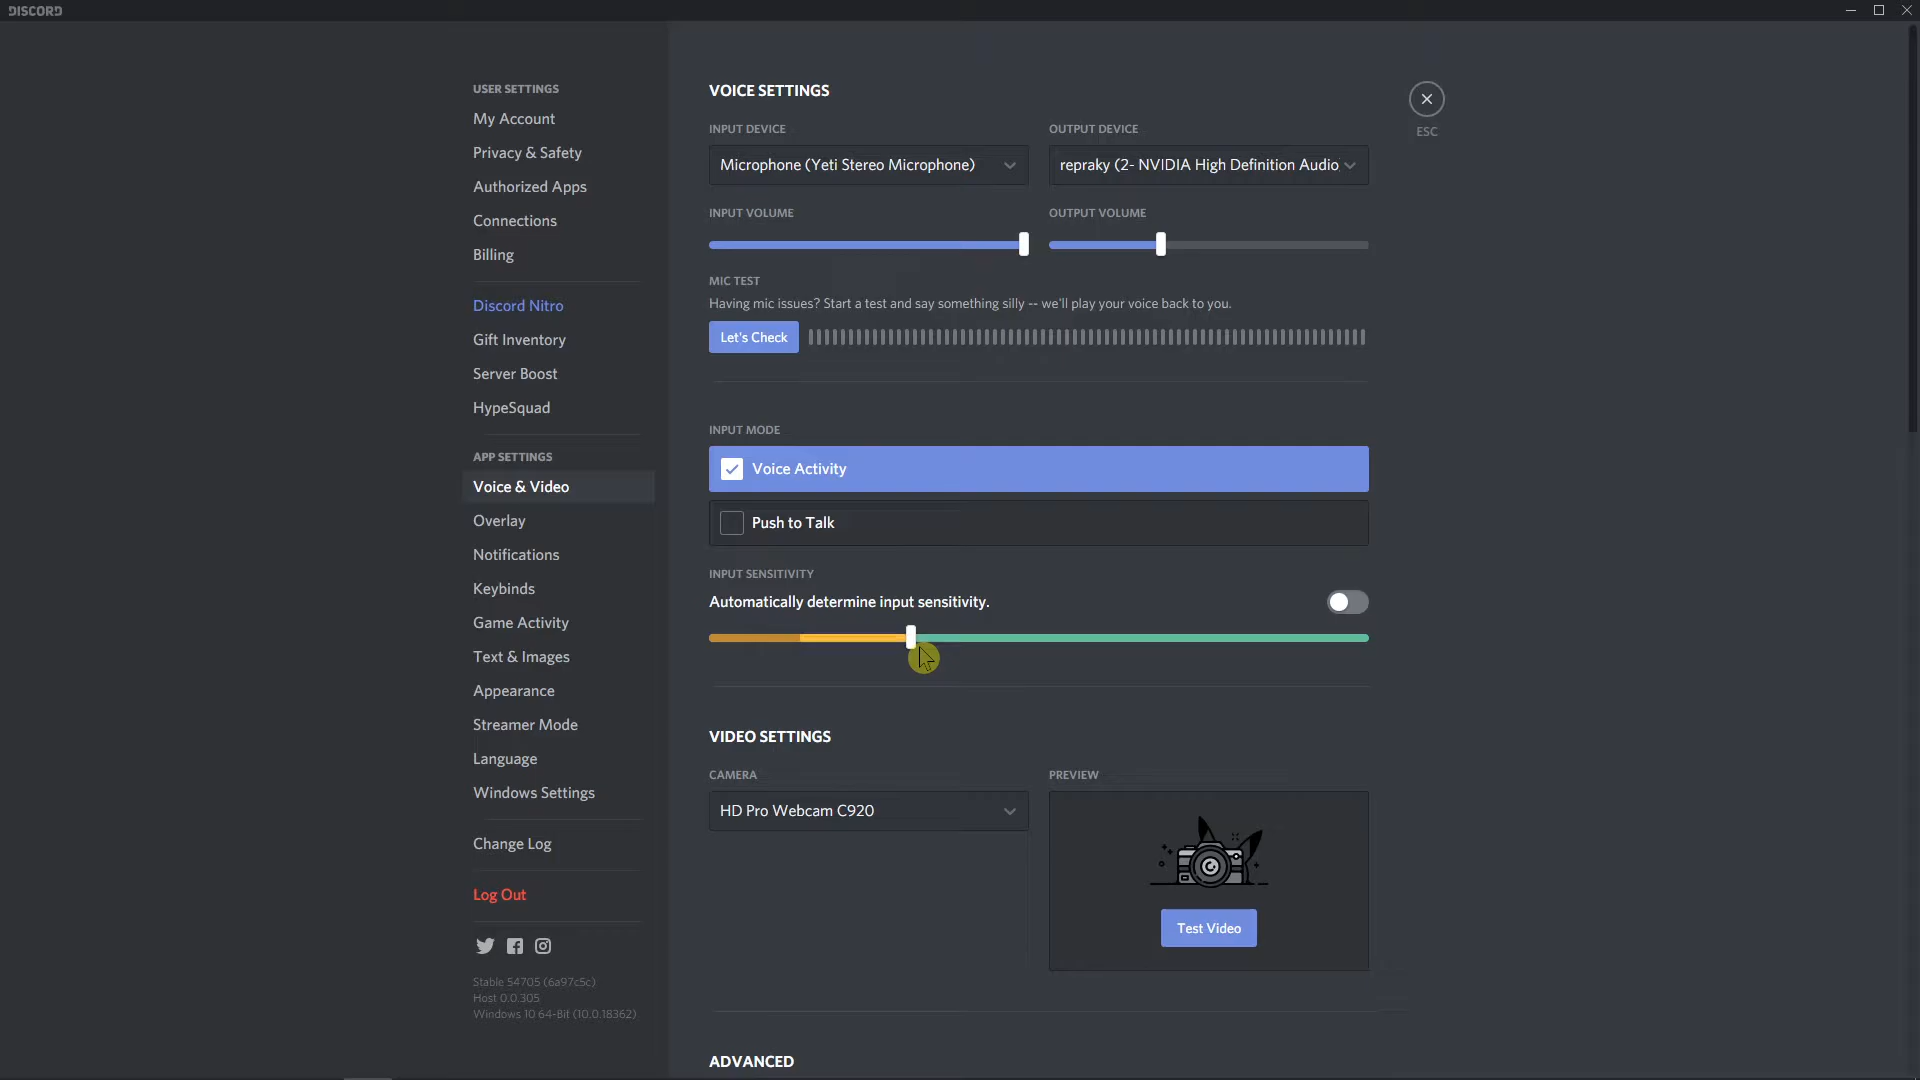 DISCORD
USER SETTINGS
My Account
Privacy & Safety
Authorized Apps
Connections
Billing
Discord Nitro
Gift Inventory
Server Boost
HypeSquad
APP SETTINGS
Voice & Video
Overlay
Notifications
Keybinds
Game Activity
Text & Images
Appearance
Streamer Mode
Language
Windows Settings
Change Log
Log Out
Stable 54705 (6a97c5c)
Host 0.0.305
Windows 10 64-Bit (10.0.18362)
VOICE SETTINGS
INPUT DEVICE
Microphone (Yeti Stereo Microphone)
OUTPUT DEVICE
repraky (2- NVIDIA High Definition Audio
INPUT VOLUME
OUTPUT VOLUME
MIC TEST
Having mic issues? Start a test and say something silly -- we'll play your voice back to you.
Let's Check
INPUT MODE
Voice Activity
Push to Talk
INPUT SENSITIVITY
Automatically determine input sensitivity.
VIDEO SETTINGS
CAMERA
HD Pro Webcam C920
PREVIEW
Test Video
ADVANCED
ESC